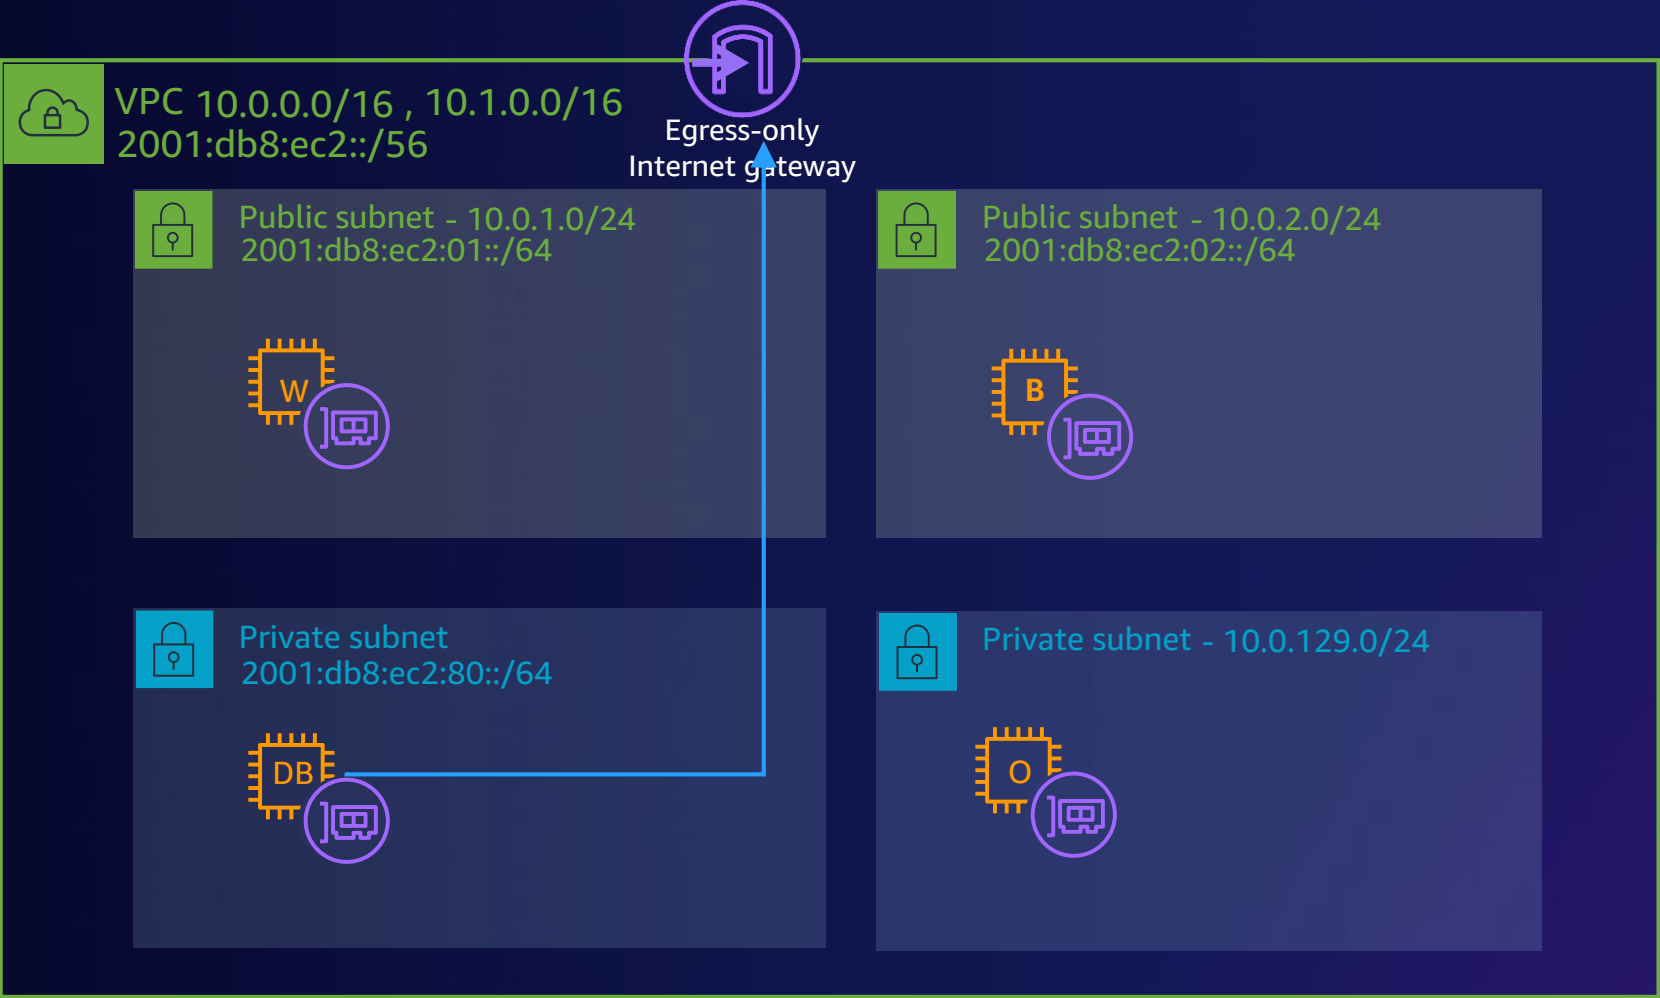 Egress-only
Internet gateway
VPC 10.0.0.0/16 , 10.1.0.0/16
2001:db8:ec2::/56
Public subnet - 10.0.1.0/24
2001:db8:ec2:01::/64
W
Public subnet - 10.0.2.0/24
2001:db8:ec2:02::/64
B
Private subnet
2001:db8:ec2:80::/64
DB
Private subnet - 10.0.129.0/24
O